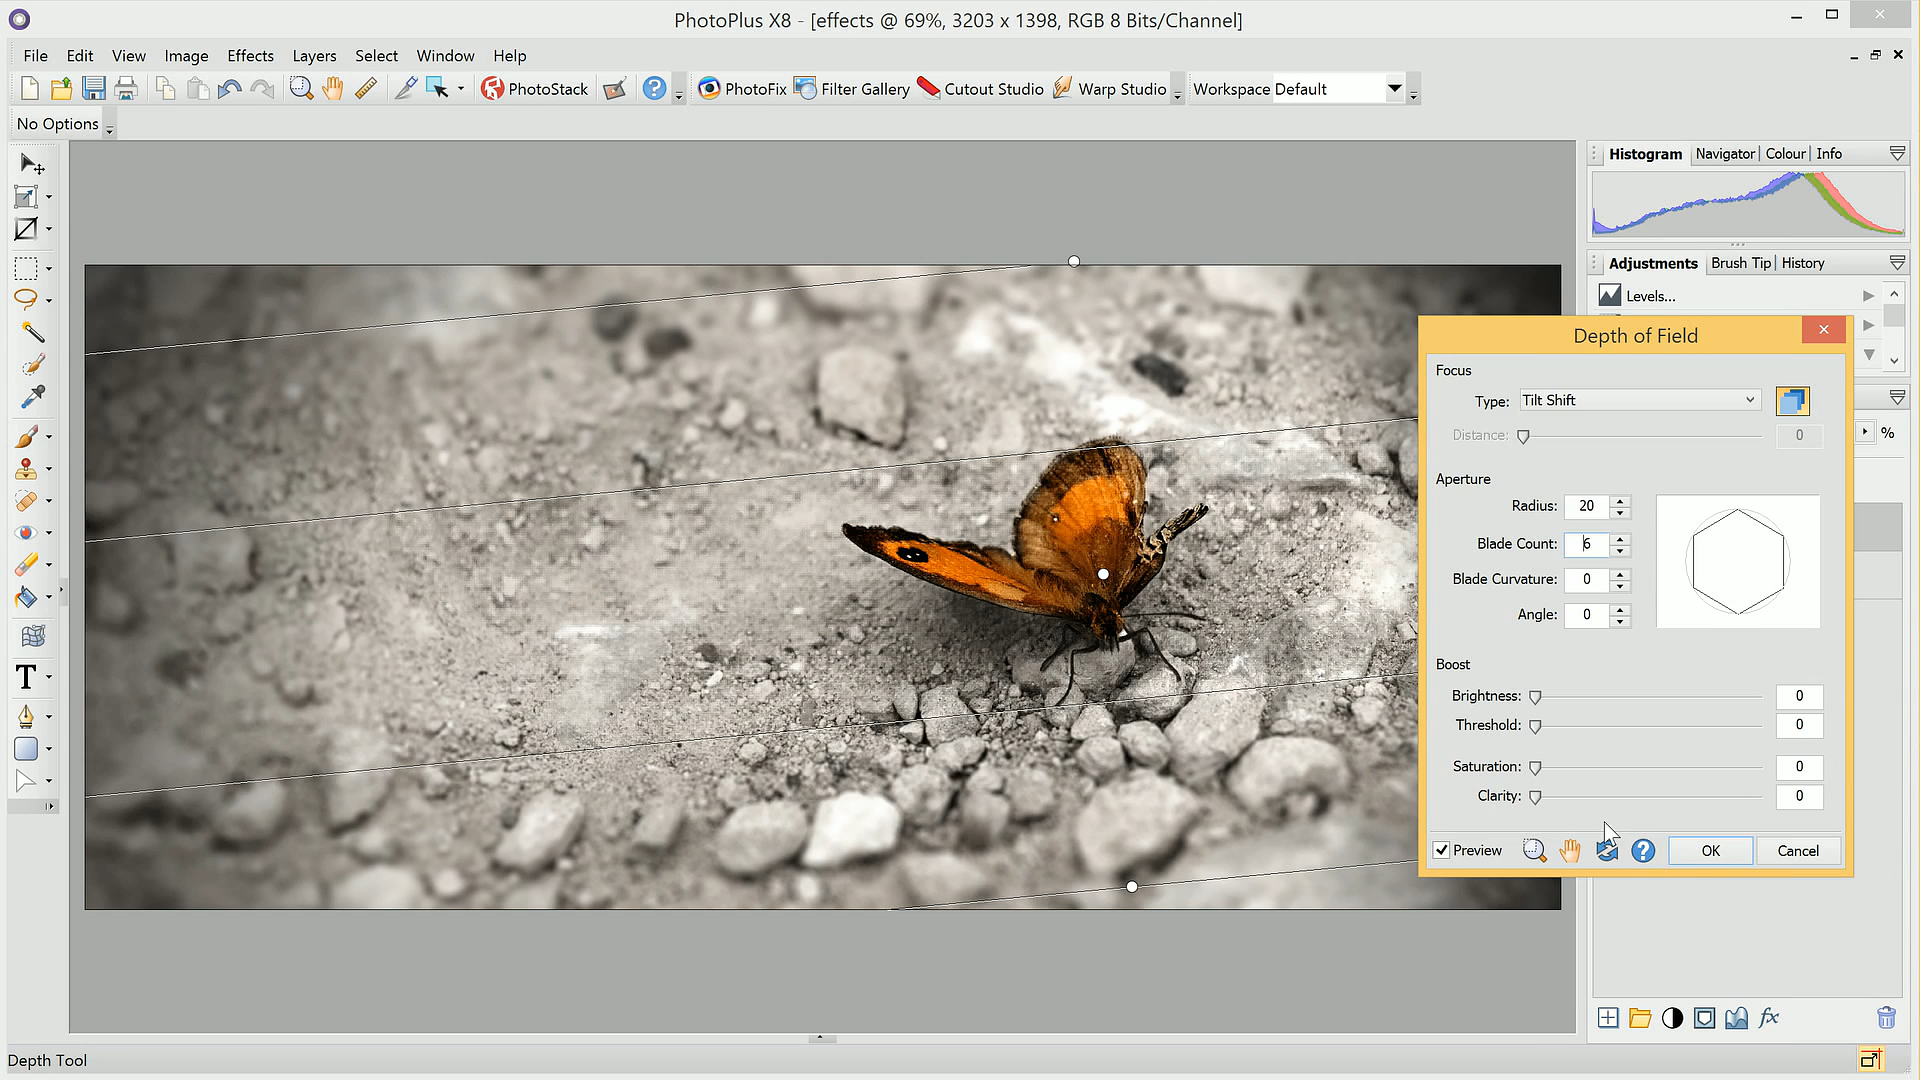 PhotoPlus X8 - [effects @ 69%, 3203 x 1398, RGB 8 Bits/Channel]
File Edit View Image Effects Layers Select Window Help
PhotoStack PhotoFix Filter Gallery Cutout Studio Warp Studio Workspace Default
No Options
Histogram Navigator Colour Info
Adjustments Brush Tip History
Levels...
Depth of Field
Focus
Type: Tilt Shift
Distance: 0
%
Aperture
Radius: 20
Blade Count: 6
Blade Curvature: 0
Angle: 0
Boost
Brightness: 0
Threshold: 0
Saturation: 0
Clarity: 0
Preview OK Cancel
T
fx
Depth Tool